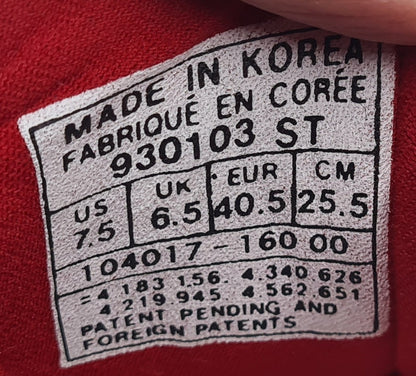 MADE IN KOREA
FABRIQUÉ EN CORÉE
930103 ST
US UK EUR CM
7.5 6.5 40.5 25.5
104017-160 00
=4 183 156. 4.340.626
4.219.945. 4 562.651
PATENT PENDING AND
FOREIGN PATENTS